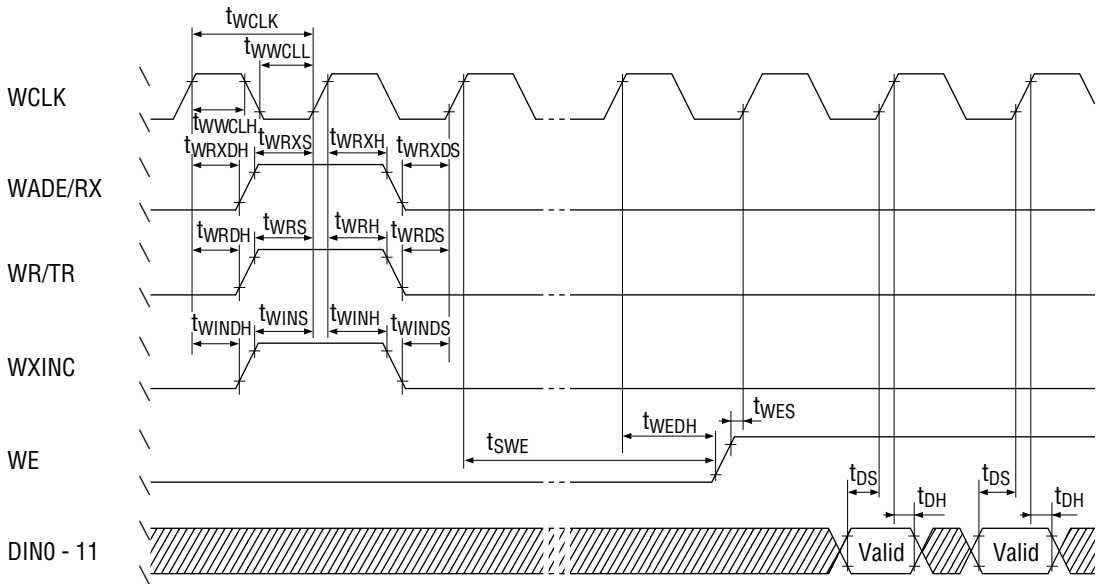 tWCLK
tWWCLL
WCLK
tWWCLH
tWRXDH tWRXS tWRXH tWRXDS
WADE/RX
tWRDH tWRS tWRH tWRDS
WR/TR
tWINDH tWINS tWINH tWINDS
WXINC
tWES
tWEDH
tSWE
WE
tDS tDS
tDH tDH
DIN0 - 11 Valid Valid